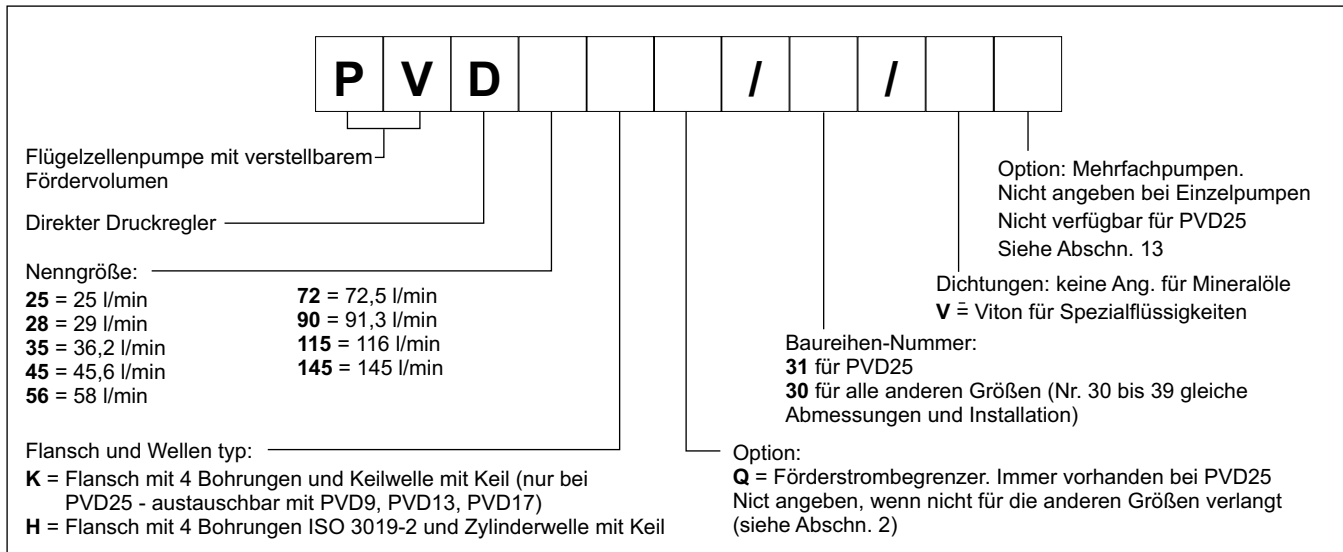 P V D / /
Flügelzellenpumpe mit verstellbarem
Fördervolumen
Direkter Druckregler
Nenngröße:
25 = 25 l/min
28 = 29 l/min
35 = 36,2 l/min
45 = 45,6 l/min
56 = 58 l/min
72 = 72,5 l/min
90 = 91,3 l/min
115 = 116 l/min
145 = 145 l/min
Flansch und Wellen typ:
K = Flansch mit 4 Bohrungen und Keilwelle mit Keil (nur bei
PVD25 - austauschbar mit PVD9, PVD13, PVD17)
H = Flansch mit 4 Bohrungen ISO 3019-2 und Zylinderwelle mit Keil
Option: Mehrfachpumpen.
Nicht angeben bei Einzelpumpen
Nicht verfügbar für PVD25
Siehe Abschn. 13
Dichtungen: keine Ang. für Mineralöle
V = Viton für Spezialflüssigkeiten
Baureihen-Nummer:
31 für PVD25
30 für alle anderen Größen (Nr. 30 bis 39 gleiche
Abmessungen und Installation)
Option:
Q = Förderstrombegrenzer. Immer vorhanden bei PVD25
Nict angeben, wenn nicht für die anderen Größen verlangt
(siehe Abschn. 2)